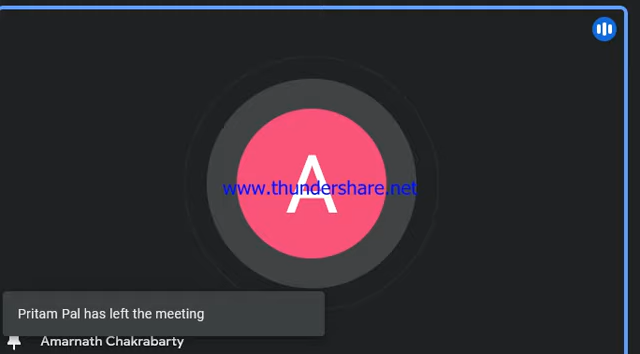 A
www.thundershare.net
Pritam Pal has left the meeting
Amarnath Chakrabarty